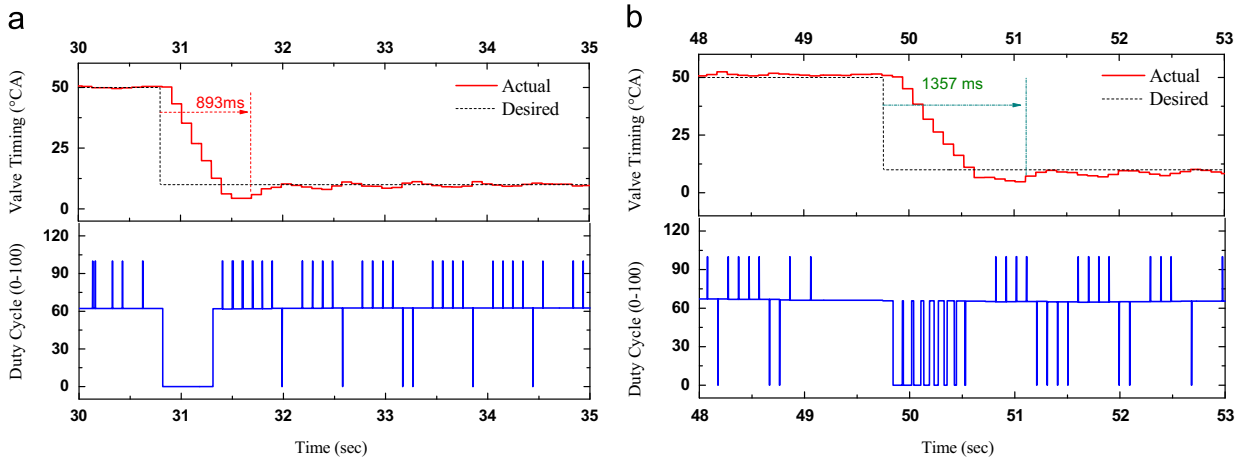 a
30 31 32 33 34 35
Valve Timing (°CA)
50
25
0
Actual
Desired
893ms
Duty Cycle (0-100)
120
90
60
30
0
30 31 32 33 34 35
Time (sec)
b
48 49 50 51 52 53
Valve Timing (°CA)
50
25
0
Actual
Desired
1357 ms
Duty Cycle (0-100)
120
90
60
30
0
48 49 50 51 52 53
Time (sec)